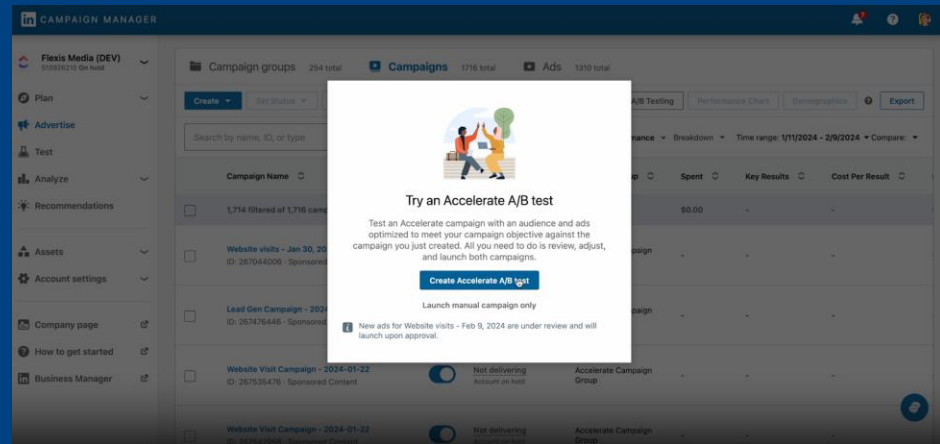 in CAMPAIGN MANAGER
Flexis Media (DEV)
510926210 On hold
Plan
Advertise
Test
Analyze
Recommendations
Assets
Account settings
Company page
How to get started
Business Manager
Campaign groups 254 total Campaigns 1716 total Ads 1310 total
Create Set Status A/B Testing Performance Chart Demographics Export
Search by name, ID, or type Breakdown Time range: 1/11/2024 - 2/9/2024 Compare:
Campaign Name Spent Key Results Cost Per Result
1,714 filtered of 1,716 $0.00 - -
Website visits - Jan 30, 20
ID: 267044006 - Sponsored
Lead Gen Campaign - 2024
ID: 267476446 - Sponsored
Website Visit Campaign - 2024-01-22 Not delivering Accelerate Campaign
ID: 267535476 - Sponsored Content Account on hold Group
Website Visit Campaign - 2024-01-22 Not delivering Accelerate Campaign
Group
Try an Accelerate A/B test
Test an Accelerate campaign with an audience and ads
optimized to meet your campaign objective against the
campaign you just created. All you need to do is review, adjust,
and launch both campaigns.
Create Accelerate A/B test
Launch manual campaign only
New ads for Website visits - Feb 9, 2024 are under review and will
launch upon approval.